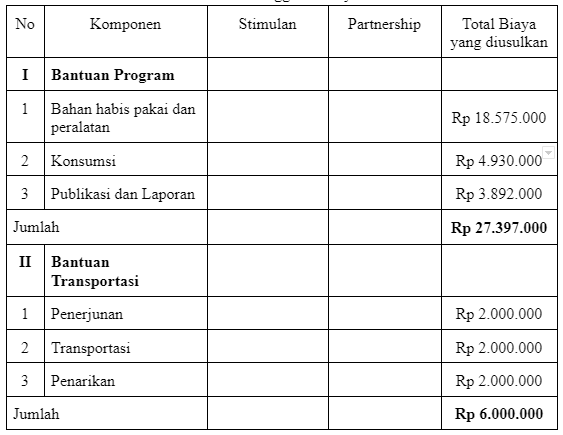 No Komponen Stimulan Partnership Total Biaya
yang diusulkan
I Bantuan Program
1 Bahan habis pakai dan
peralatan Rp 18.575.000
2 Konsumsi Rp 4.930.000
3 Publikasi dan Laporan Rp 3.892.000
Jumlah Rp 27.397.000
II Bantuan
Transportasi
1 Penerjunan Rp 2.000.000
2 Transportasi Rp 2.000.000
3 Penarikan Rp 2.000.000
Jumlah Rp 6.000.000